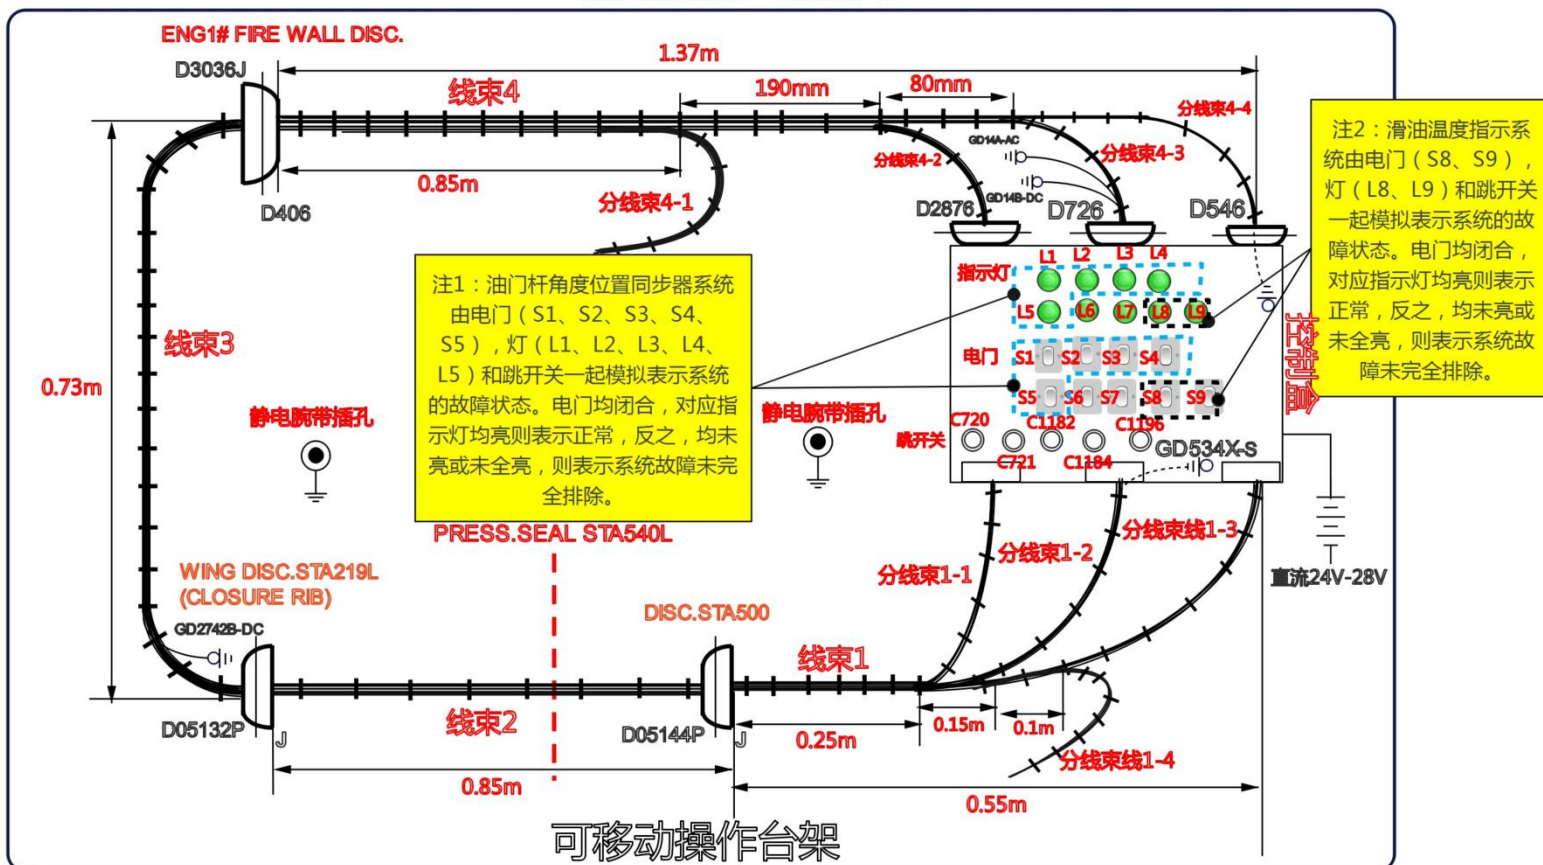 ENG1# FIRE WALL DISC.
D3036J
1.37m
线束4
190mm
80mm
分线束4-4
GD14A-AC
分线束4-2
分线束4-3
0.85m
分线束4-1
GD14B-DC
D406
D2876
D726
D546
注2：滑油温度指示系
统由电门（S8、S9），
灯（L8、L9）和跳开关
一起模拟表示系统的故
障状态。电门均闭合，
对应指示灯均亮则表示
正常，反之，均未亮或
未全亮，则表示系统故
障未完全排除。
注1：油门杆角度位置同步器系统
由电门（S1、S2、S3、S4、
S5），灯（L1、L2、L3、L4、
L5）和跳开关一起模拟表示系统
的故障状态。电门均闭合，对应指
示灯均亮则表示正常，反之，均未
亮或未全亮，则表示系统故障未完
全排除。
指示灯
L1 L2 L3 L4
L5 L6 L7 L8 L9
电门
S1 S2 S3 S4
S5 S6 S7 S8 S9
C720 C1182 C1196
跳开关
C721 C1184
GD534X-S
控制盒
线束3
0.73m
静电腕带插孔
静电腕带插孔
PRESS.SEAL STA540L
分线束1-1
分线束1-2
分线束线1-3
直流24V-28V
WING DISC.STA219L
(CLOSURE RIB)
GD2742B-DC
DISC.STA500
线束1
D05132P
J
线束2
D05144P
J
0.25m
0.15m
0.1m
分线束线1-4
0.85m
0.55m
可移动操作台架